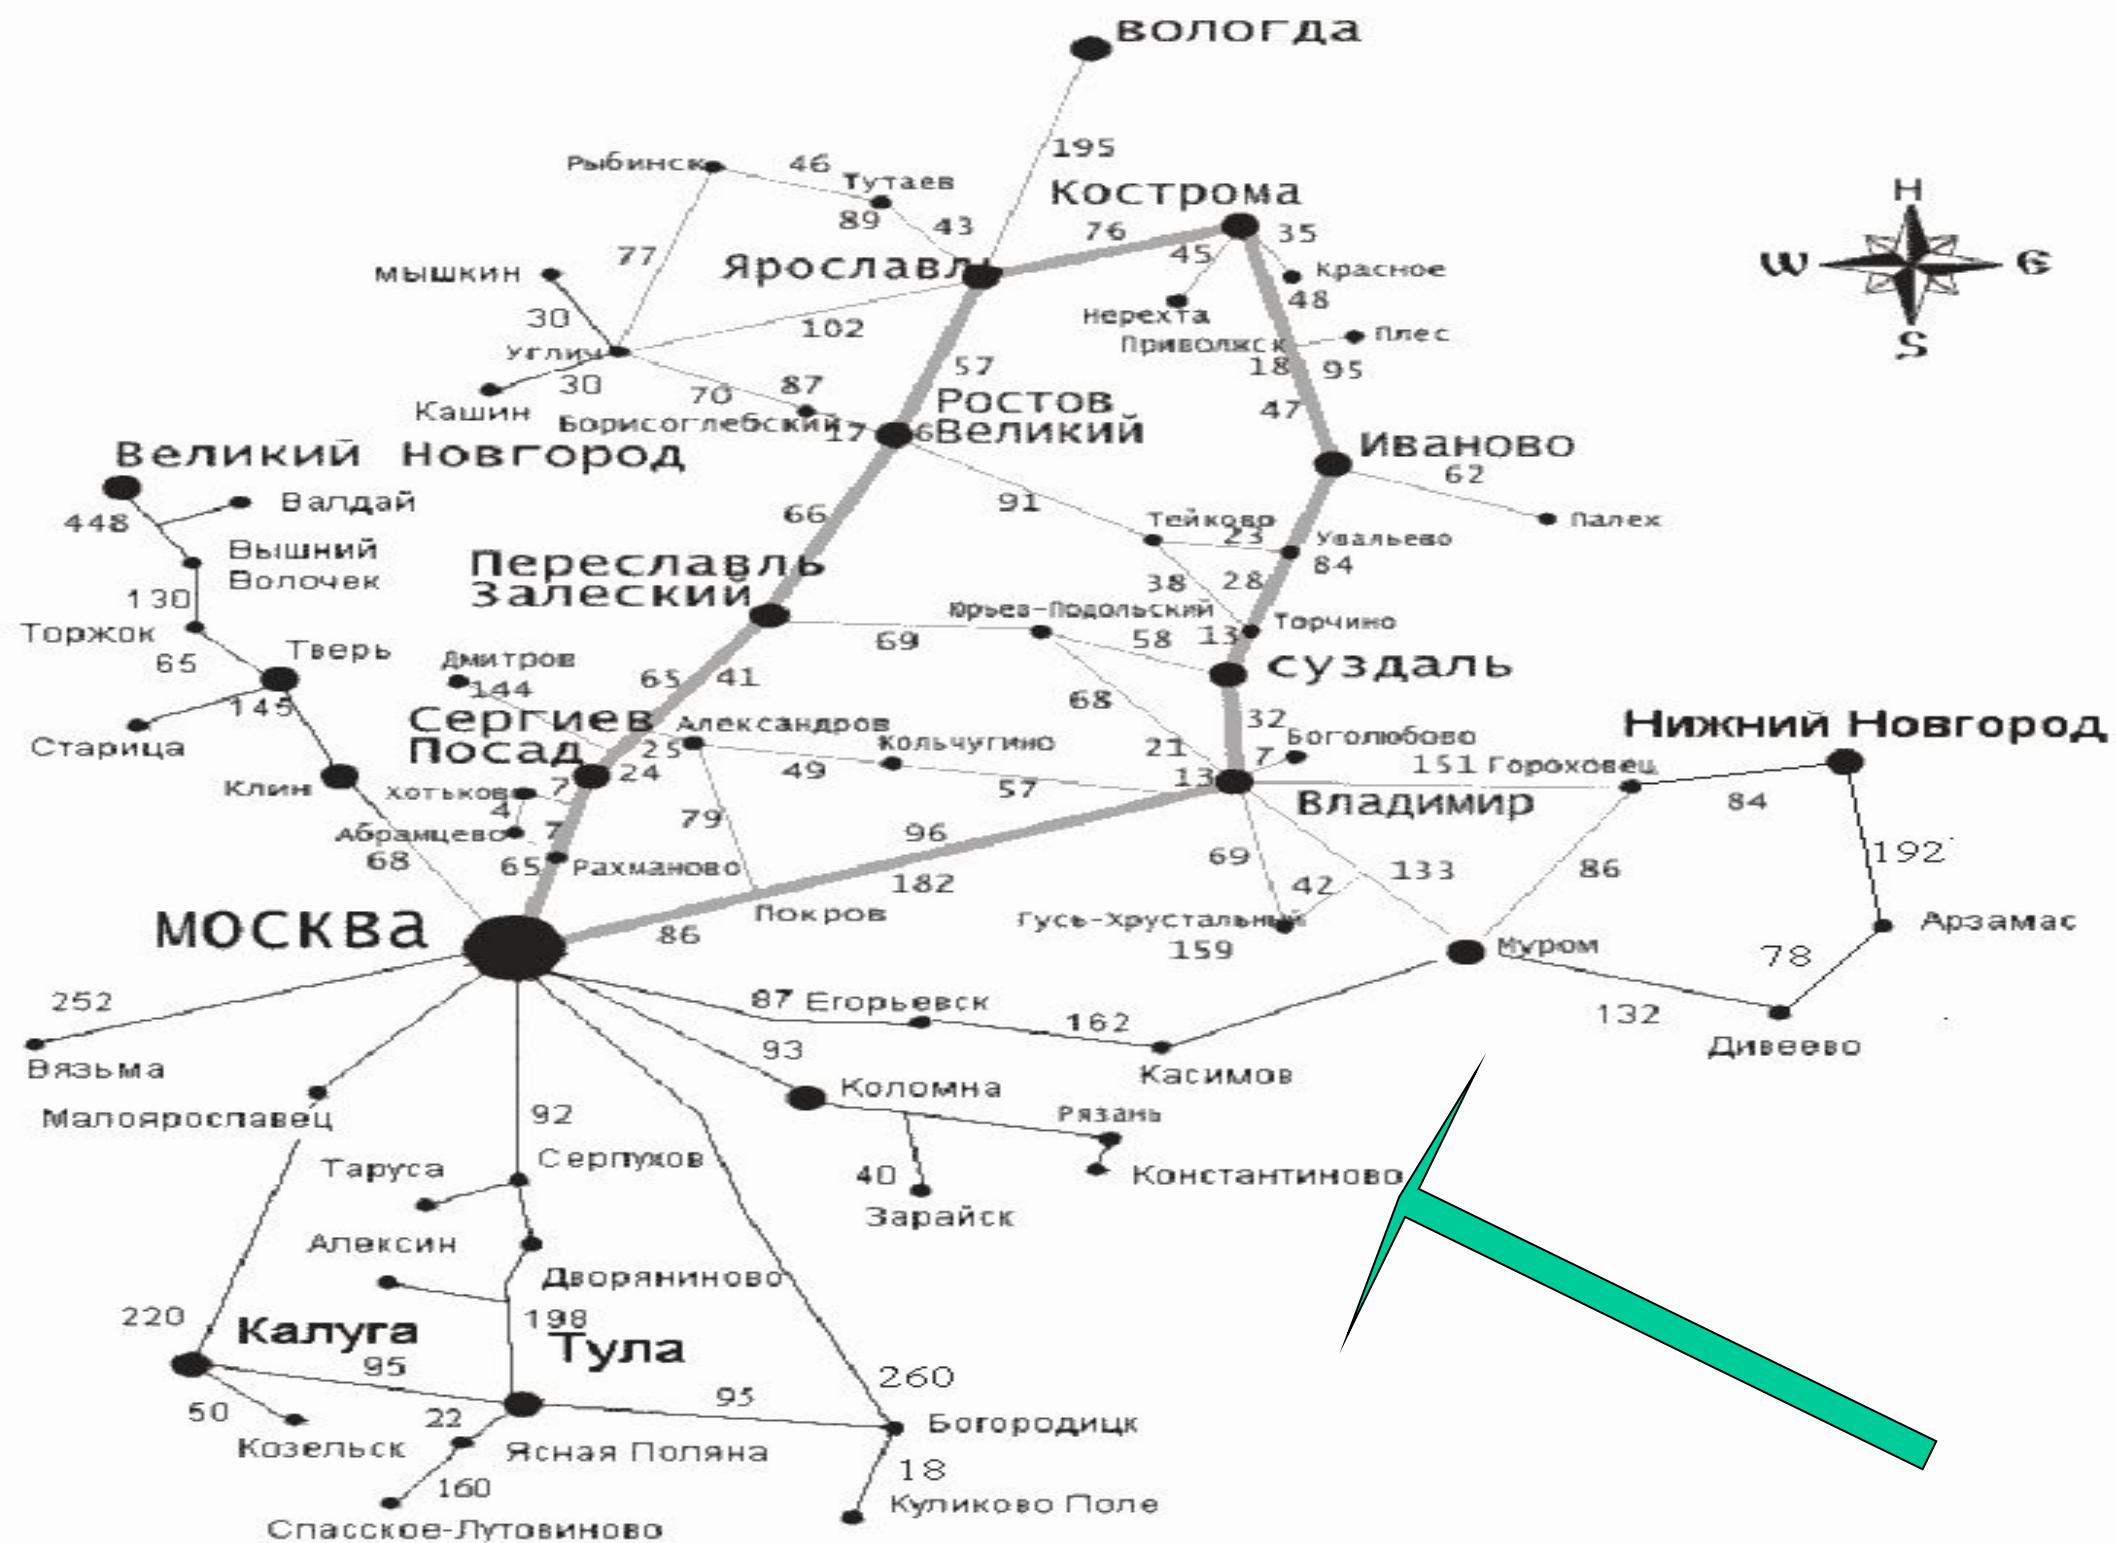 Вологда
195
Рыбинск
46
Тутаев
89
43
77
Кострома
76
45
35
Красное
48
Нерехта
Приволжск
Плес
18
95
47
Н
W
Є
S
Ярославль
мышкин
30
102
Углич
30
Кашин
70
87
Борисоглебский
17
6
57
Ростов
Великий
Иваново
62
Палех
Великий Новгород
448
Валдай
Вышний
Волочек
130
Торжок
65
Тверь
145
Старица
Клин
68
66
91
Тейково
23
Увальево
84
38
28
Переславль
Залеский
69
Юрьев-Подольский
58
13
Торчино
Суздаль
68
32
Дмитров
144
65
41
Сергиев
Посад
25
24
Александров
49
Кольчугино
57
21
13
7
Боголюбово
Владимир
151
Гороховец
Нижний Новгород
84
192
Хотьково
7
4
Абрамцево
7
65
Рахманово
79
96
182
Покров
86
69
42
133
86
Гусь-Хрустальный
159
Муром
Арзамас
78
132
Дивеево
МОСКВА
252
Вязьма
87
Егорьевск
162
Касимов
93
Коломна
Рязань
Константиново
40
Зарайск
Малоярославец
92
Серпухов
Таруса
Алексин
Дворяниново
198
220
Калуга
95
Тула
50
Козельск
22
Ясная Поляна
160
Спасское-Лутовиново
95
260
Богородицк
18
Куликово Поле